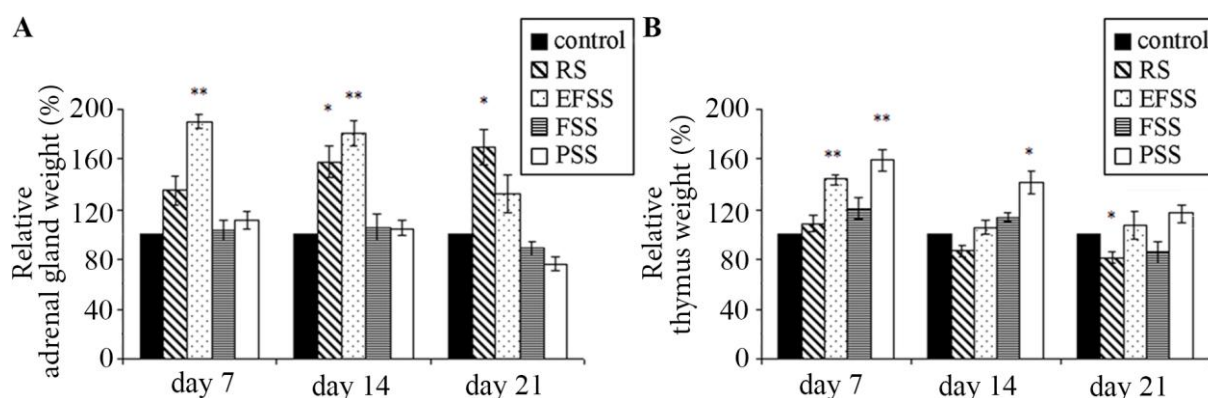 A
control
RS
EFSS
FSS
PSS
Relative
adrenal gland weight (%)
200
160
120
80
40
0
**
*
**
*
day 7
day 14
day 21
B
control
RS
EFSS
FSS
PSS
Relative
thymus weight (%)
200
160
120
80
40
0
**
**
*
*
day 7
day 14
day 21